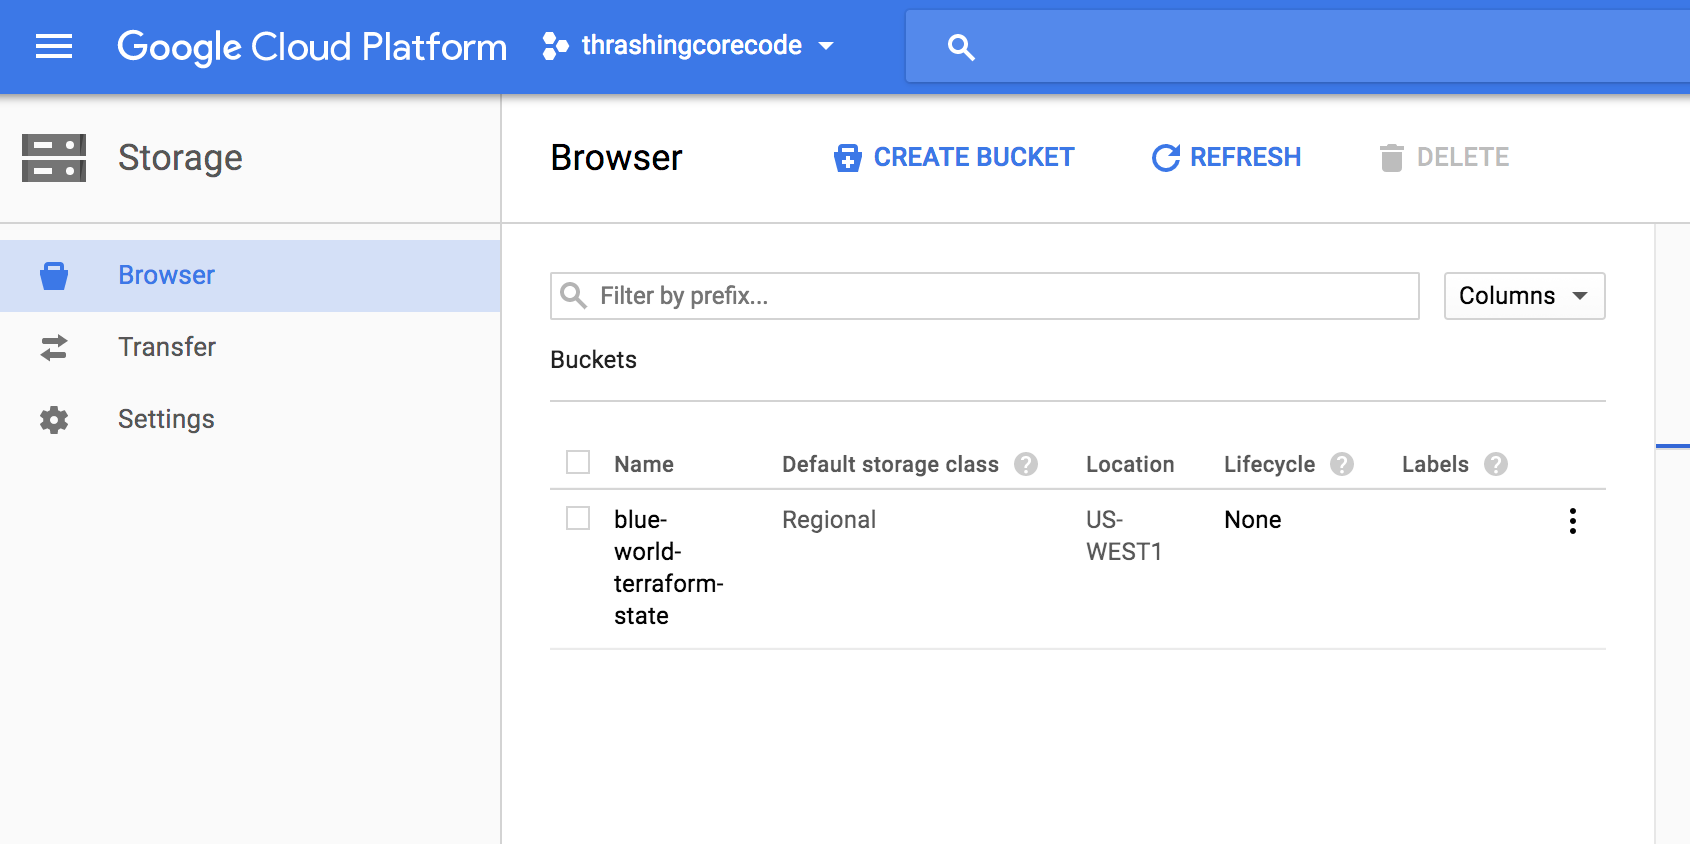 Google Cloud Platform thrashingcorecode
Storage
Browser CREATE BUCKET REFRESH DELETE
Browser
Transfer
Settings
Filter by prefix... Columns
Buckets
Name Default storage class ? Location Lifecycle ? Labels ?
blue- Regional US- None
world- WEST1
terraform-
state